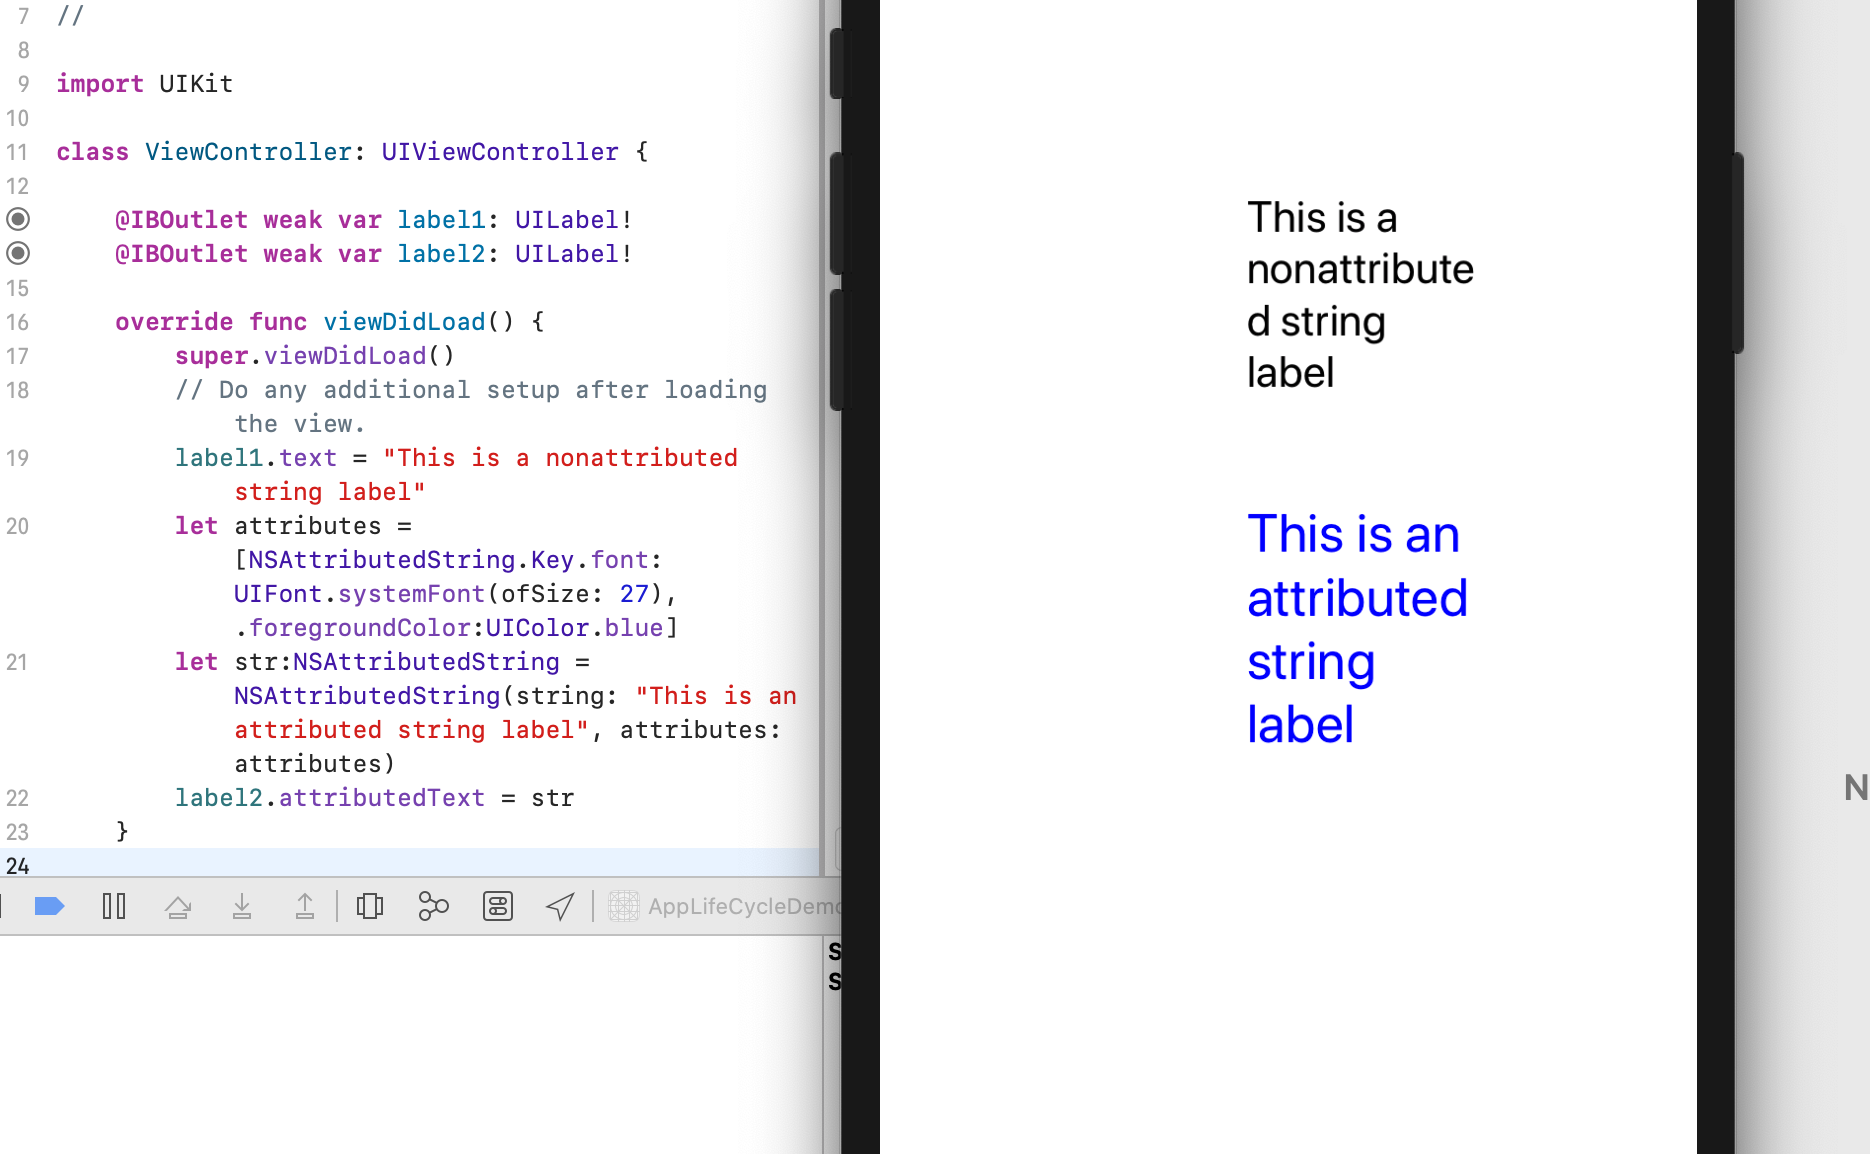 7 //
8
9 import UIKit
10
11 class ViewController: UIViewController {
12
@IBOutlet weak var label1: UILabel!
@IBOutlet weak var label2: UILabel!
15
16 override func viewDidLoad() {
17 super.viewDidLoad()
18 // Do any additional setup after loading
the view.
19 label1.text = "This is a nonattributed
string label"
20 let attributes =
[NSAttributedString.Key.font:
UIFont.systemFont(ofSize: 27),
.foregroundColor:UIColor.blue]
21 let str:NSAttributedString =
NSAttributedString(string: "This is an
attributed string label", attributes:
attributes)
22 label2.attributedText = str
23 }
24
This is a
nonattribute
d string
label
This is an
attributed
string
label
N
AppLifeCycleDemo
S
S